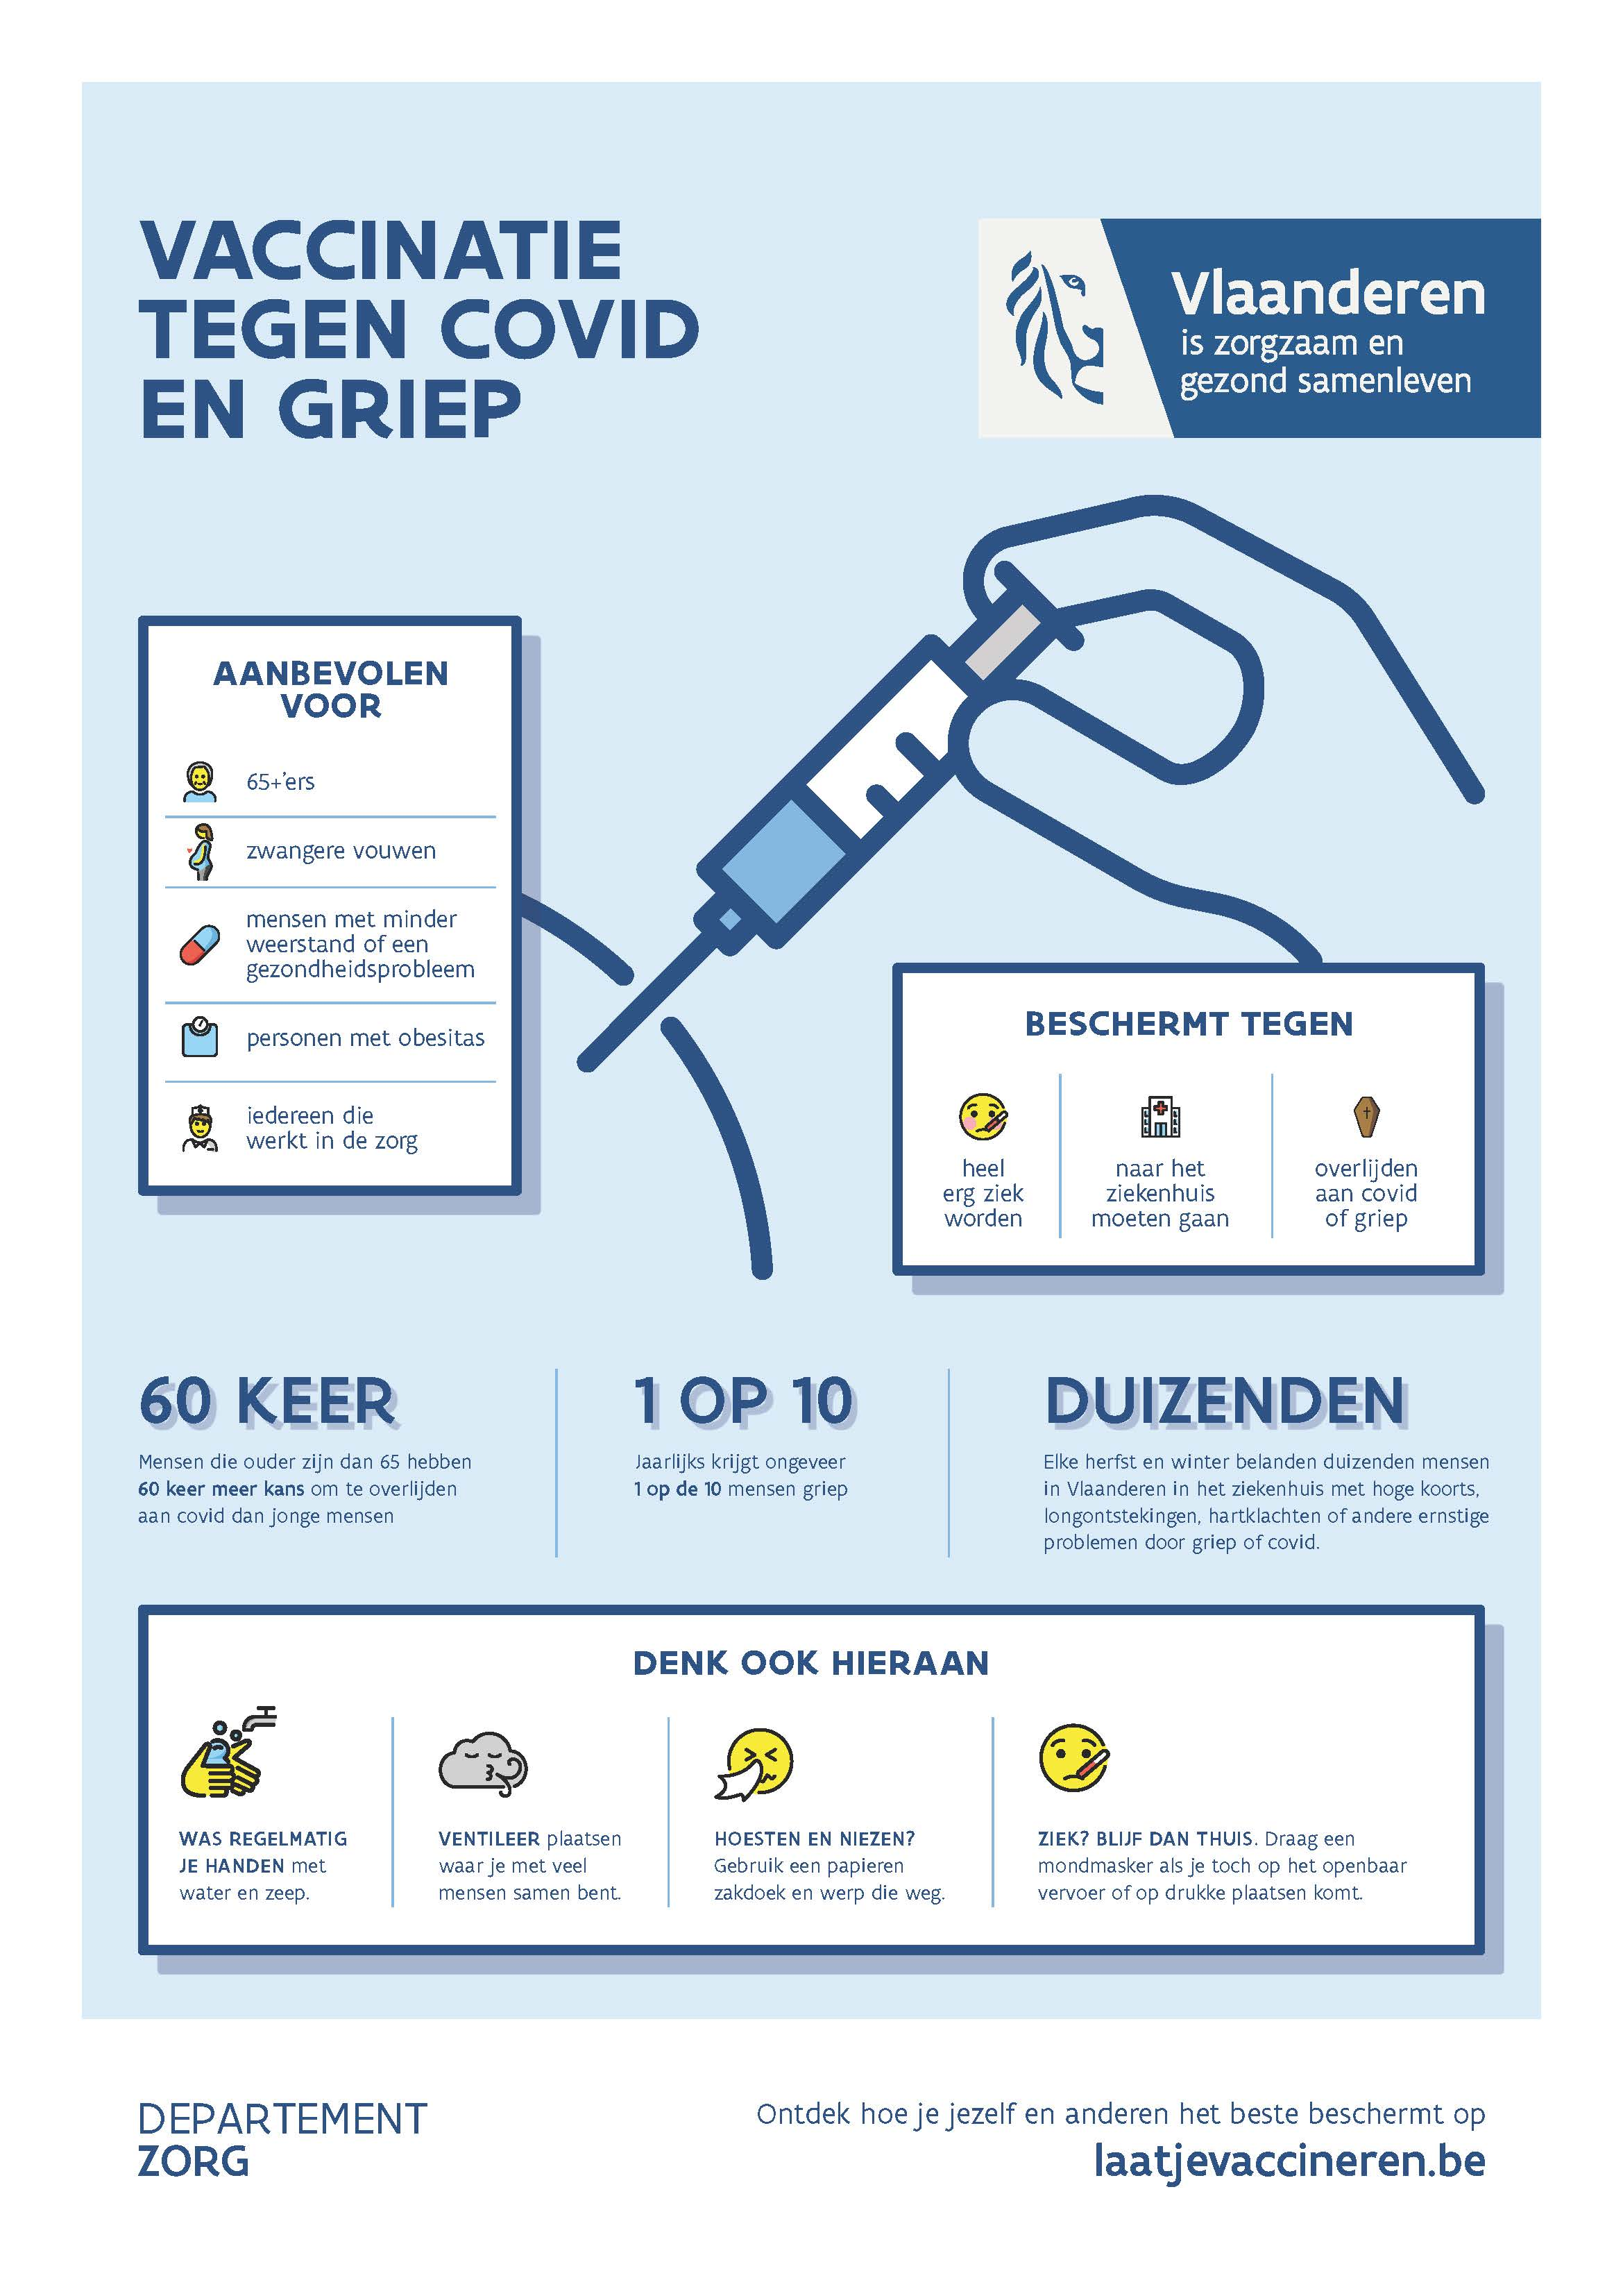 VACCINATIE
TEGEN COVID
EN GRIEP
Vlaanderen
is zorgzaam en
gezond samenleven
AANBEVOLEN
VOOR
65+'ers
zwangere vouwen
mensen met minder
weerstand of een
gezondheidsprobleem
personen met obesitas
iedereen die
werkt in de zorg
BESCHERMT TEGEN
heel
erg ziek
worden
naar het
ziekenhuis
moeten gaan
overlijden
aan covid
of griep
60 KEER
Mensen die ouder zijn dan 65 hebben
60 keer meer kans om te overlijden
aan covid dan jonge mensen
1 OP 10
Jaarlijks krijgt ongeveer
1 op de 10 mensen griep
DUIZENDEN
Elke herfst en winter belanden duizenden mensen
in Vlaanderen in het ziekenhuis met hoge koorts,
longontstekingen, hartklachten of andere ernstige
problemen door griep of covid.
DENK OOK HIERAAN
WAS REGELMATIG
JE HANDEN met
water en zeep.
VENTILEER plaatsen
waar je met veel
mensen samen bent.
HOESTEN EN NIEZEN?
Gebruik een papieren
zakdoek en werp die weg.
ZIEK? BLIJF DAN THUIS. Draag een
mondmasker als je toch op het openbaar
vervoer of op drukke plaatsen komt.
DEPARTEMENT
ZORG
Ontdek hoe je jezelf en anderen het beste beschermt op
laatjevaccineren.be